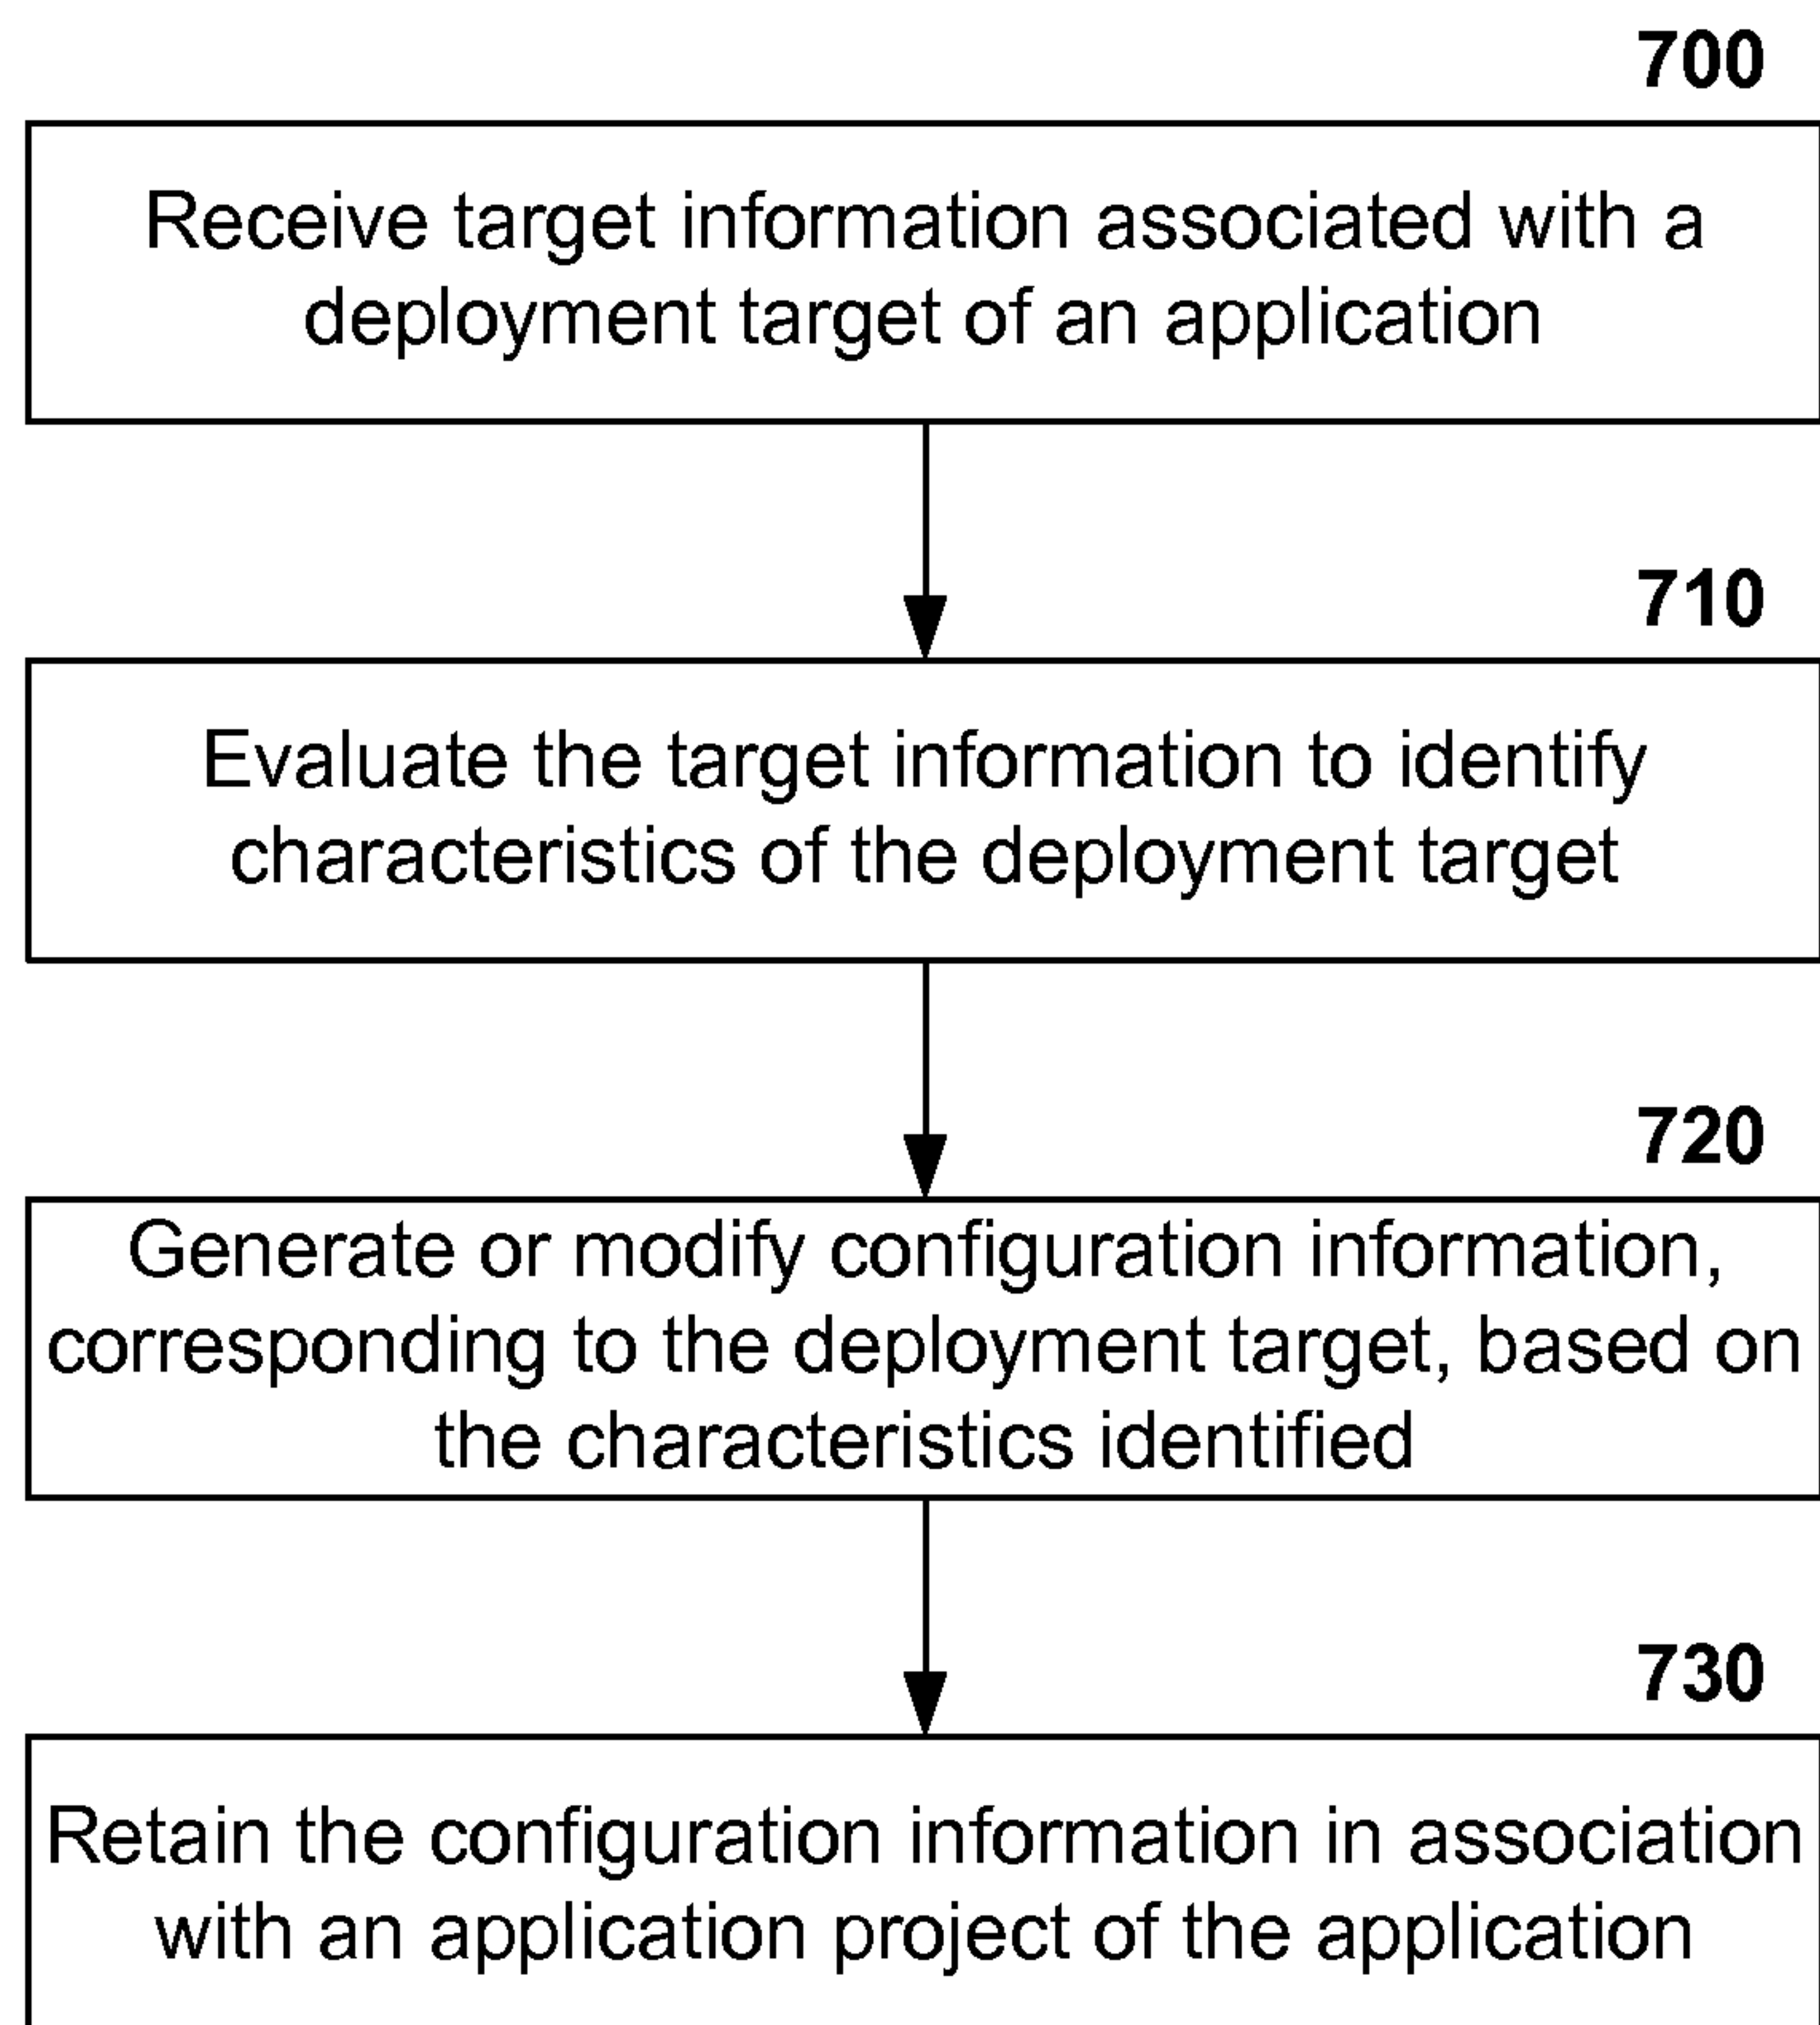 700
Receive target information associated with a
deployment target of an application
710
Evaluate the target information to identify
characteristics of the deployment target
720
Generate or modify configuration information,
corresponding to the deployment target, based on
the characteristics identified
730
Retain the configuration information in association
with an application project of the application